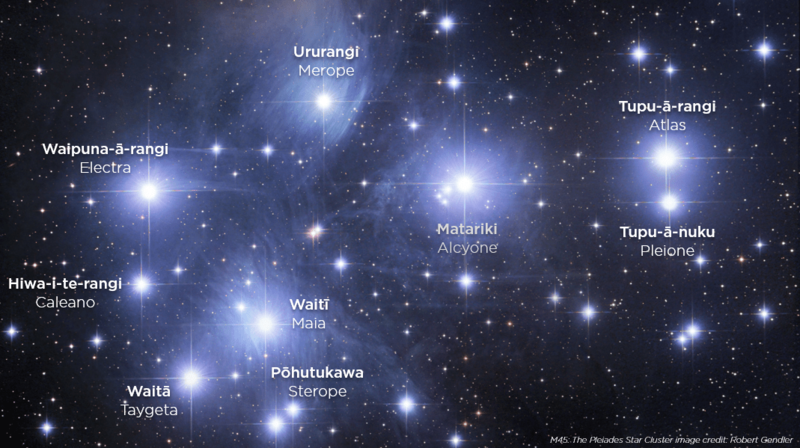 Ururangi
Merope
Tupu-ā-rangi
Atlas
Waipuna-ā-rangi
Electra
Matariki
Alcyone
Tupu-ā-nuku
Pleione
Hiwa-i-te-rangi
Caleano
Waitī
Maia
Pōhutukawa
Sterope
Waitā
Taygeta
M45: The Pleiades Star Cluster image credit: Robert Gendler